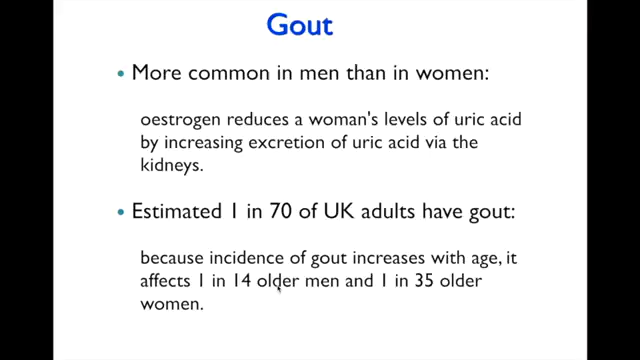 Gout
• More common in men than in women:
oestrogen reduces a woman's levels of uric acid
by increasing excretion of uric acid via the
kidneys.
• Estimated 1 in 70 of UK adults have gout:
because incidence of gout increases with age, it
affects 1 in 14 older men and 1 in 35 older
women.